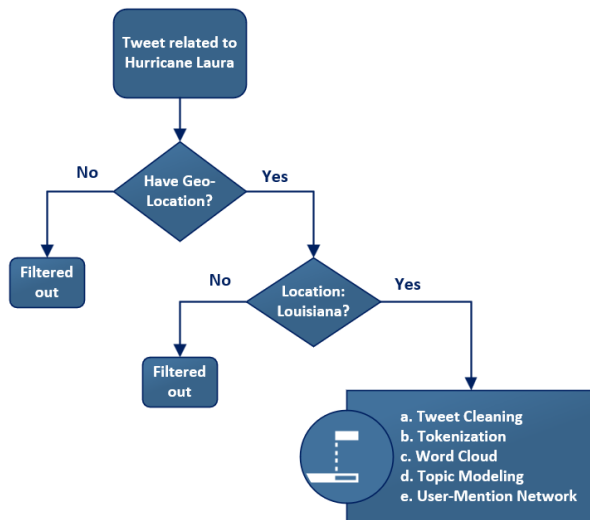 Tweet related to
Hurricane Laura
No
Have Geo-
Location?
Yes
Filtered
out
No
Location:
Louisiana?
Yes
Filtered
out
a. Tweet Cleaning
b. Tokenization
c. Word Cloud
d. Topic Modeling
e. User-Mention Network